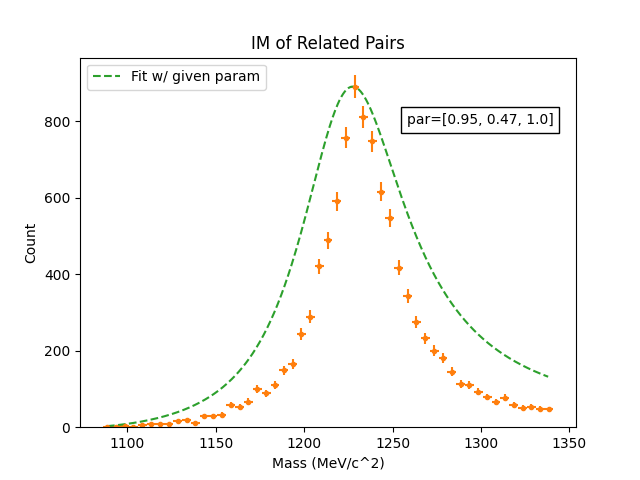 IM of Related Pairs
Fit w/ given param
par=[0.95, 0.47, 1.0]
800
600
400
200
0
Count
1100 1150 1200 1250 1300 1350
Mass (MeV/c^2)